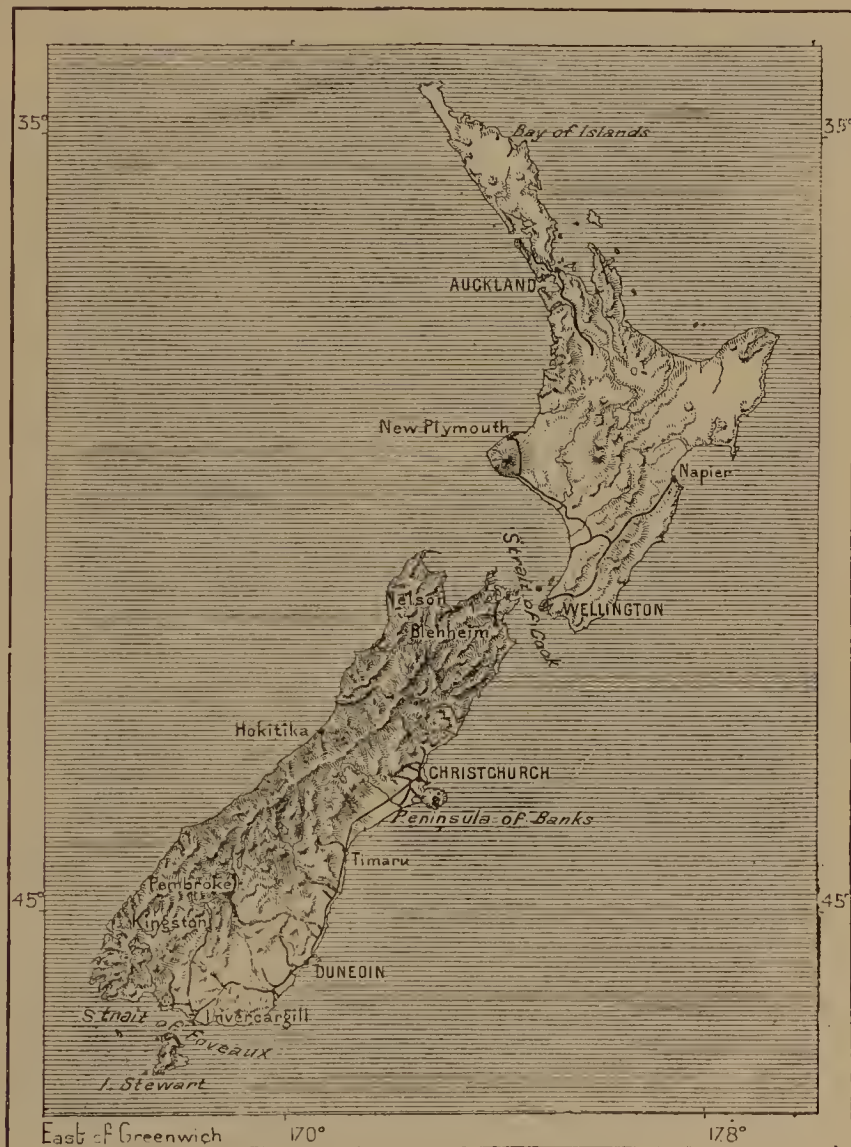 35°
35°
Bay of Islands
AUCKLAND
New Plymouth
Napier
Strait of Cook
Nelson
WELLINGTON
Blenheim
Hokitika
CHRISTCHURCH
Peninsula of Banks
Timaru
Pembroke
45°
45°
Kingston
DUNEDIN
Strait of Foveaux
Invercargill
I. Stewart
East of Greenwich
170°
178°